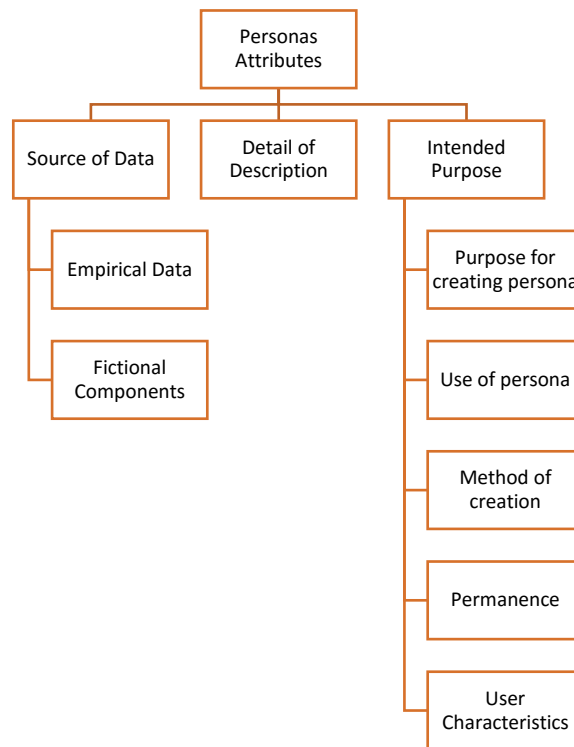 Personas
Attributes
Source of Data
Detail of
Description
Intended
Purpose
Empirical Data
Fictional
Components
Purpose for
creating persona
Use of persona
Method of
creation
Permanence
User
Characteristics